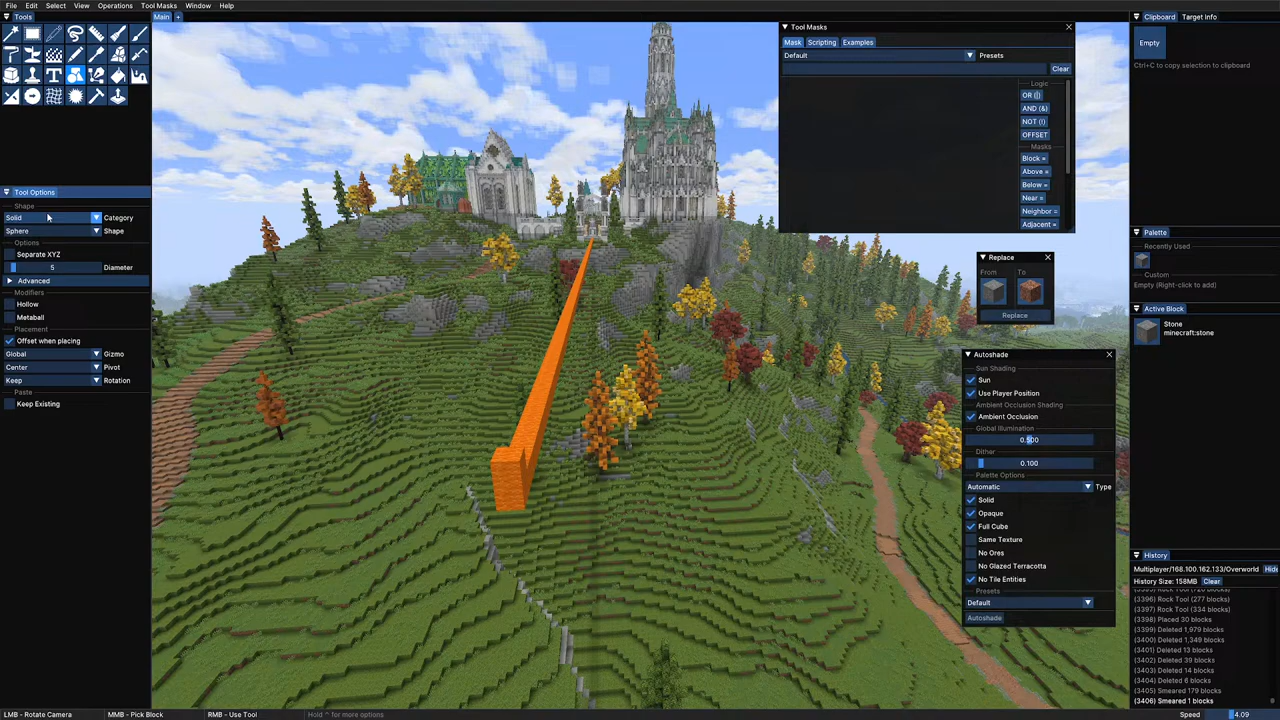 File Edit Select View Operations Tool Masks Window Help
Tools
Main +
Tool Options
Shape
Solid Category
Sphere Shape
Options
Separate XYZ
5 Diameter
Advanced
Modifiers
Hollow
Metaball
Placement
Offset when placing
Global Gizmo
Center Pivot
Keep Rotation
Paste
Keep Existing
Tool Masks
Mask Scripting Examples
Default Presets
Clear
Logic
OR (|)
AND (&)
NOT (!)
OFFSET
Masks
Block =
Above =
Below =
Near =
Neighbor =
Adjacent =
Replace
From To
Replace
Autoshade
Sun Shading
Sun
Use Player Position
Ambient Occlusion Shading
Ambient Occlusion
Global Illumination
0.500
Dither
0.100
Palette Options
Automatic Type
Solid
Opaque
Full Cube
Same Texture
No Ores
No Glazed Terracotta
No Tile Entities
Presets
Default
Autoshade
Clipboard Target Info
Empty
Ctrl+C to copy selection to clipboard
Palette
Recently Used
Custom
Empty (Right-click to add)
Active Block
Stone
minecraft:stone
History
Multiplayer/168.100.162.133/Overworld Hide
History Size: 158MB Clear
(3396) Rock Tool (277 blocks)
(3397) Rock Tool (334 blocks)
(3398) Placed 30 blocks
(3399) Deleted 1,979 blocks
(3400) Deleted 1,349 blocks
(3401) Deleted 13 blocks
(3402) Deleted 39 blocks
(3403) Deleted 14 blocks
(3404) Deleted 6 blocks
(3405) Smeared 179 blocks
(3406) Smeared 1 blocks
LMB - Rotate Camera MMB - Pick Block RMB - Use Tool Hold ^ for more options
Speed 4.09